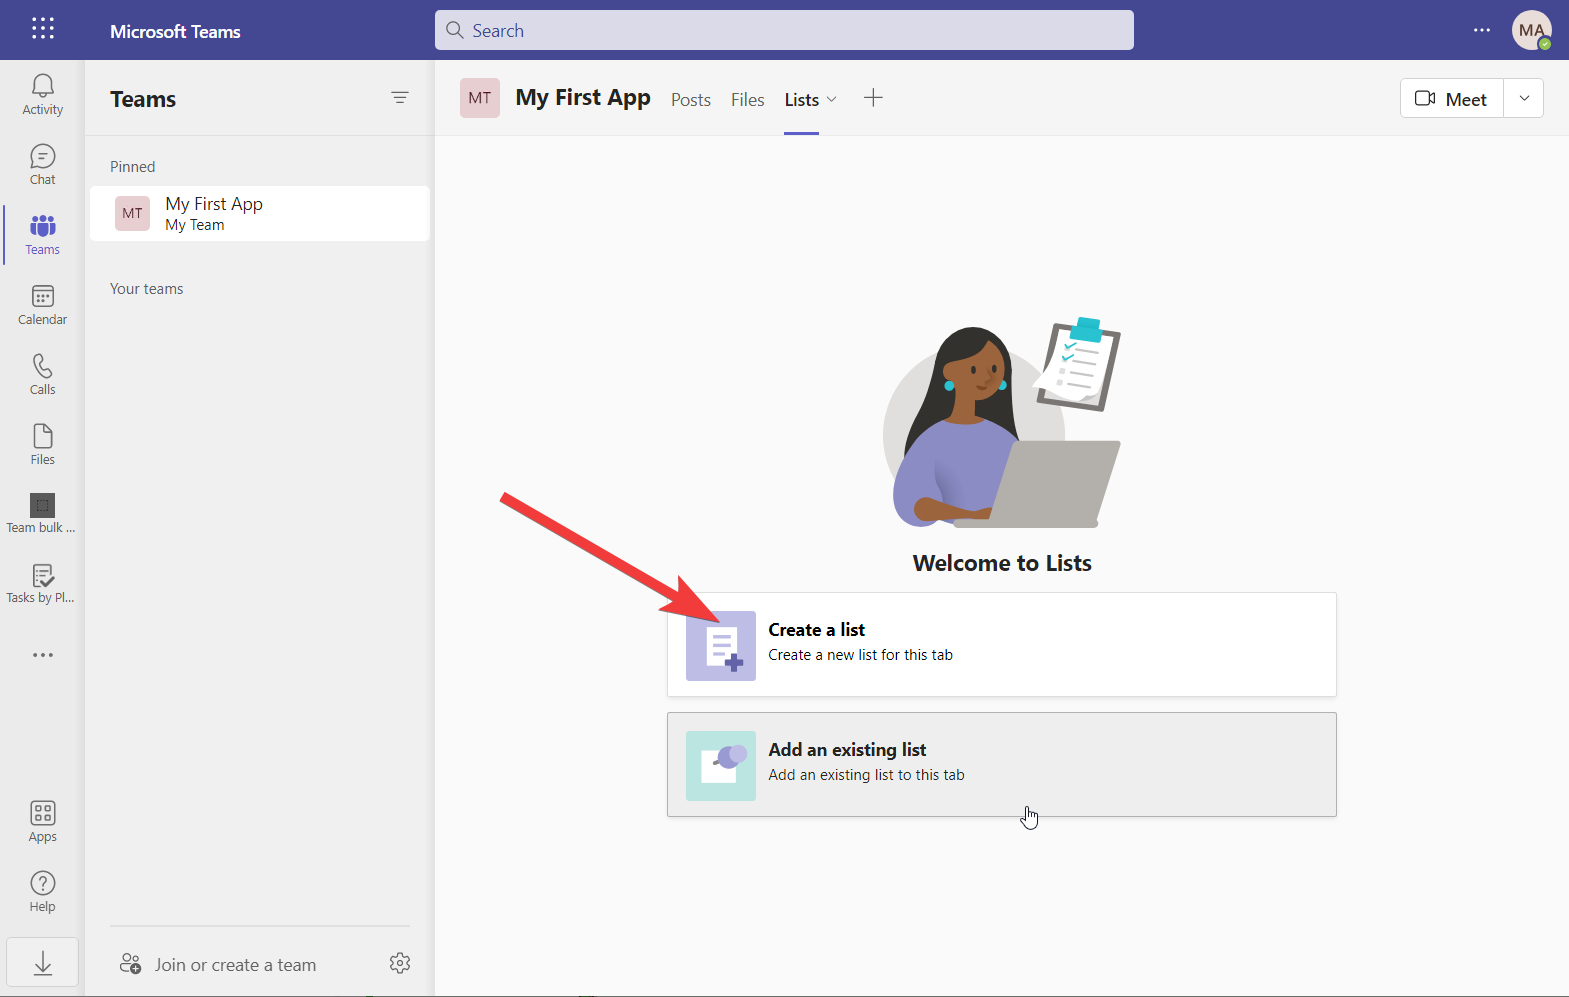 Microsoft Teams
Search
MA
Activity
Chat
Teams
Calendar
Calls
Files
Team bulk ...
Tasks by Pl...
Apps
Help
Teams
Pinned
MT
My First App
My Team
Your teams
Join or create a team
MT
My First App
Posts
Files
Lists
Meet
Welcome to Lists
Create a list
Create a new list for this tab
Add an existing list
Add an existing list to this tab